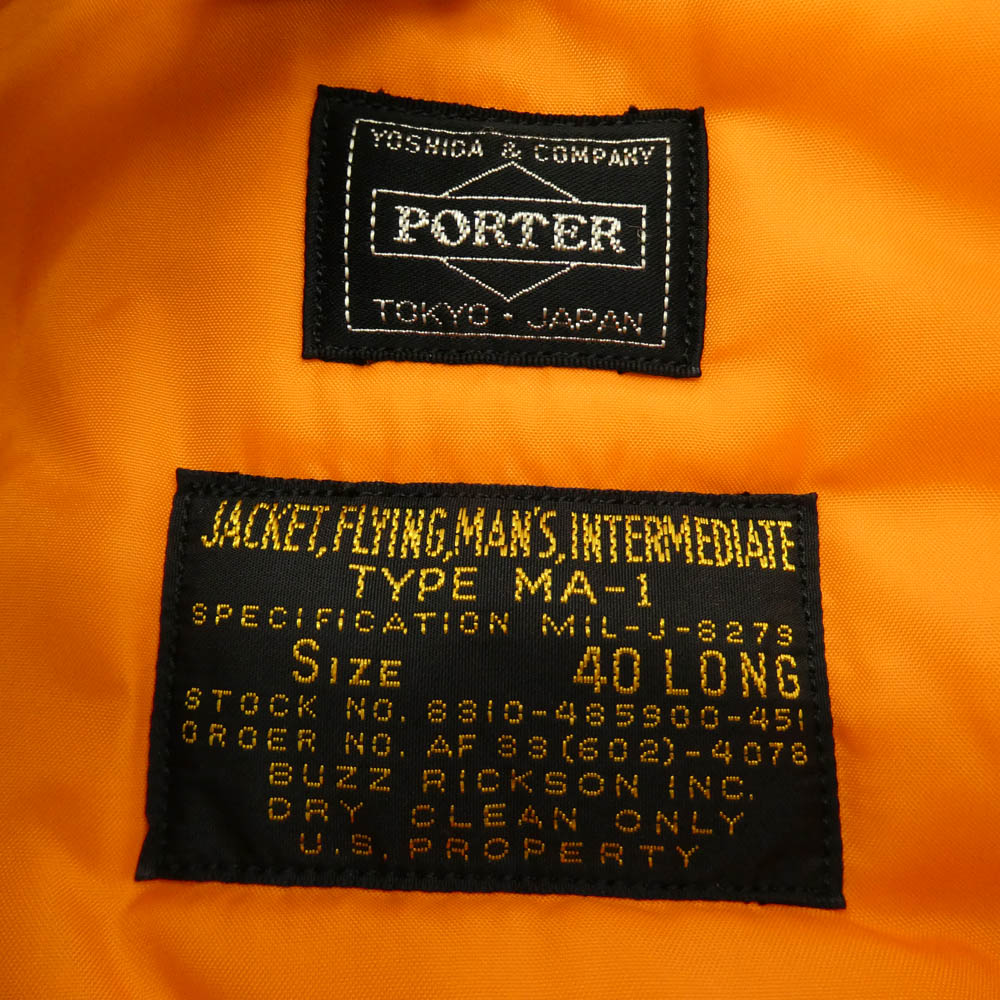 YOSHIDA & COMPANY
PORTER
TOKYO · JAPAN
JACKET, FLYING, MAN'S, INTERMEDIATE
TYPE MA-1
SPECIFICATION MIL-J-8279
SIZE 40 LONG
STOCK NO. 8310-485900-451
ORDER NO. AF 33(602)-4078
BUZZ RICKSON INC.
DRY CLEAN ONLY
U.S. PROPERTY